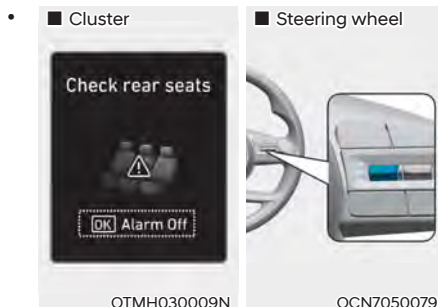 • ■ Cluster
■ Steering wheel
Check rear seats
OK Alarm Off
OTMH030009N
OCN7050079